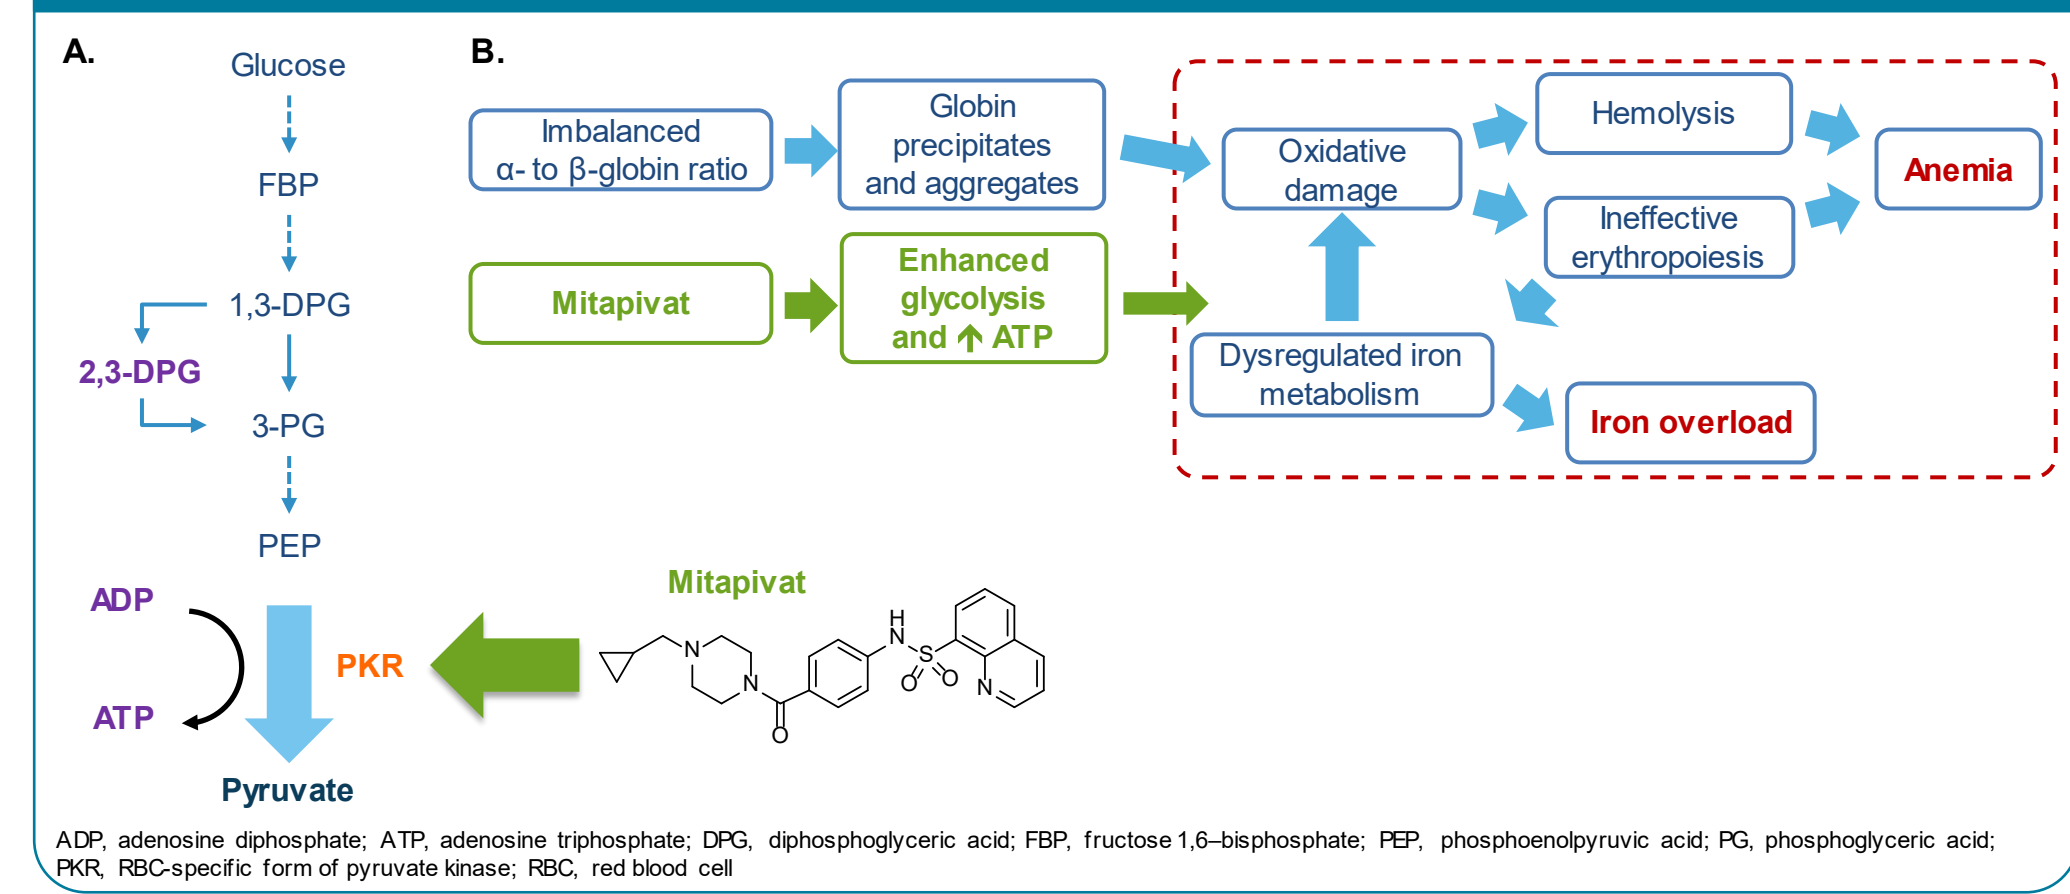 A.
Glucose
FBP
1,3-DPG
2,3-DPG
3-PG
PEP
ADP
ATP
PKR
Pyruvate
Mitapivat
N
N
O
H
N
S
O
O
N
B.
Imbalanced
α- to β-globin ratio
Globin
precipitates
and aggregates
Oxidative
damage
Hemolysis
Ineffective
erythropoiesis
Anemia
Mitapivat
Enhanced
glycolysis
and ↑ ATP
Dysregulated iron
metabolism
Iron overload
ADP, adenosine diphosphate; ATP, adenosine triphosphate; DPG, diphosphoglyceric acid; FBP, fructose 1,6–bisphosphate; PEP, phosphoenolpyruvic acid; PG, phosphoglyceric acid;
PKR, RBC-specific form of pyruvate kinase; RBC, red blood cell